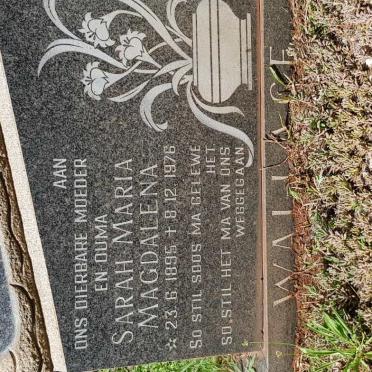 AAN
ONS DIERBARE MOEDER
EN OUMA
SARAH MARIA
MAGDALENA
☆ 23.6.1895 ✝ 8.12.1976
SO STIL SOOS MA GELEWE
HET,
SO STIL HET MA VAN ONS
WEGGEGAAN